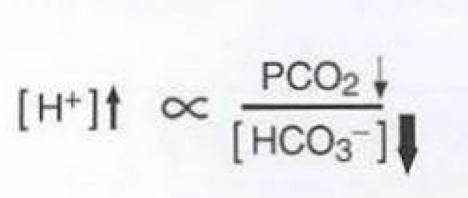 [H⁺]↑ ∝ PCO₂↓
[HCO₃⁻]↓